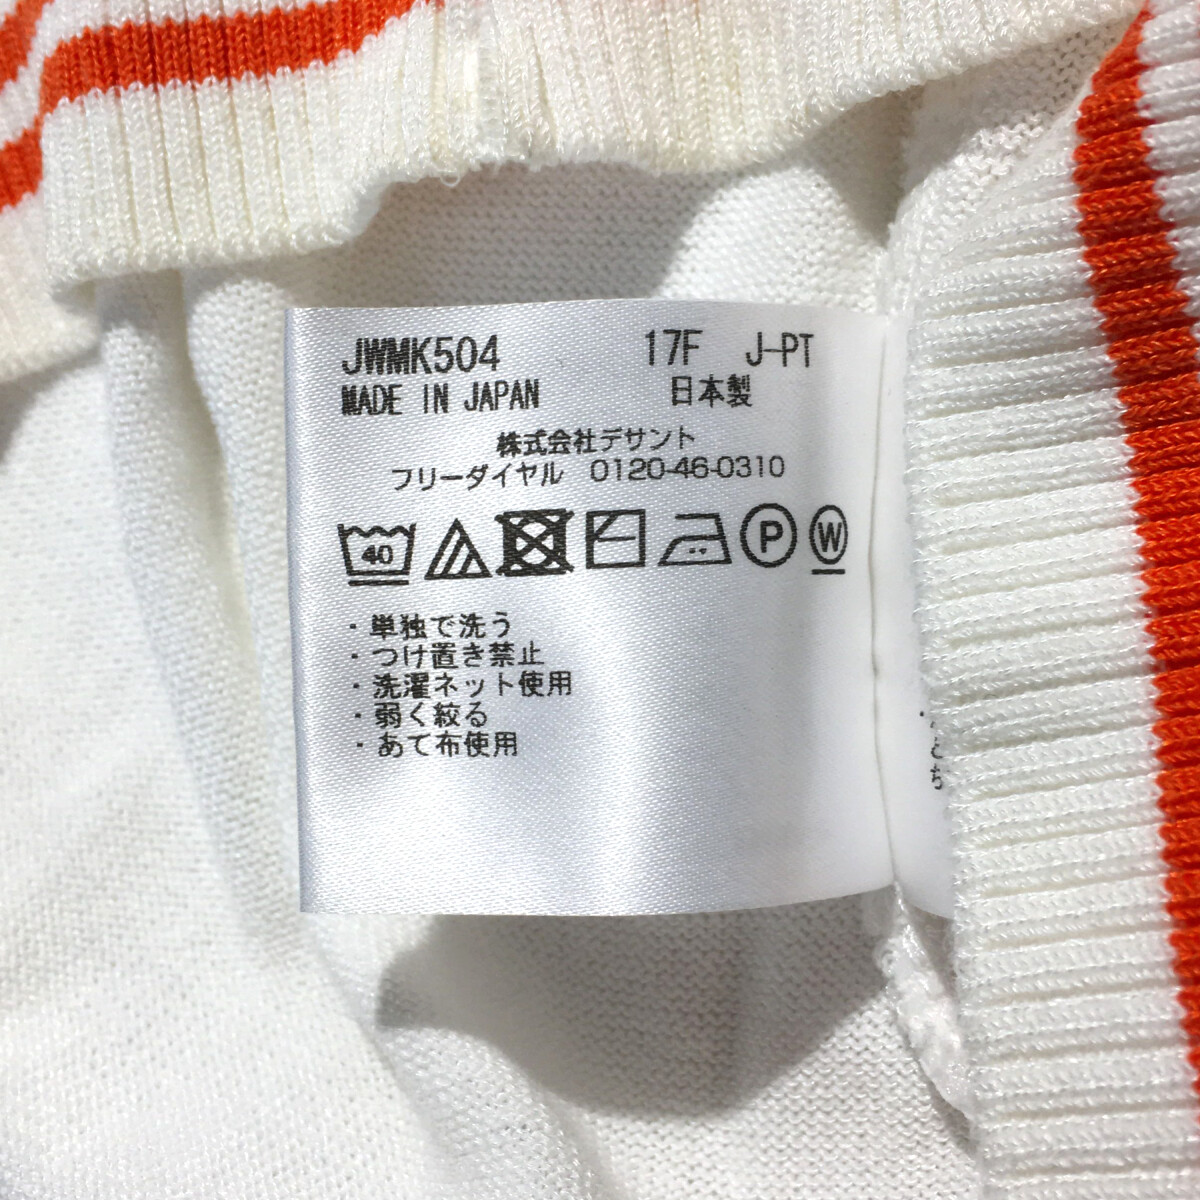 JWMK504 17F J-PT
MADE IN JAPAN 日本製
株式会社デサント
フリーダイヤル 0120-46-0310
40 P W
・単独で洗う
・つけ置き禁止
・洗濯ネット使用
・弱く絞る
・あて布使用